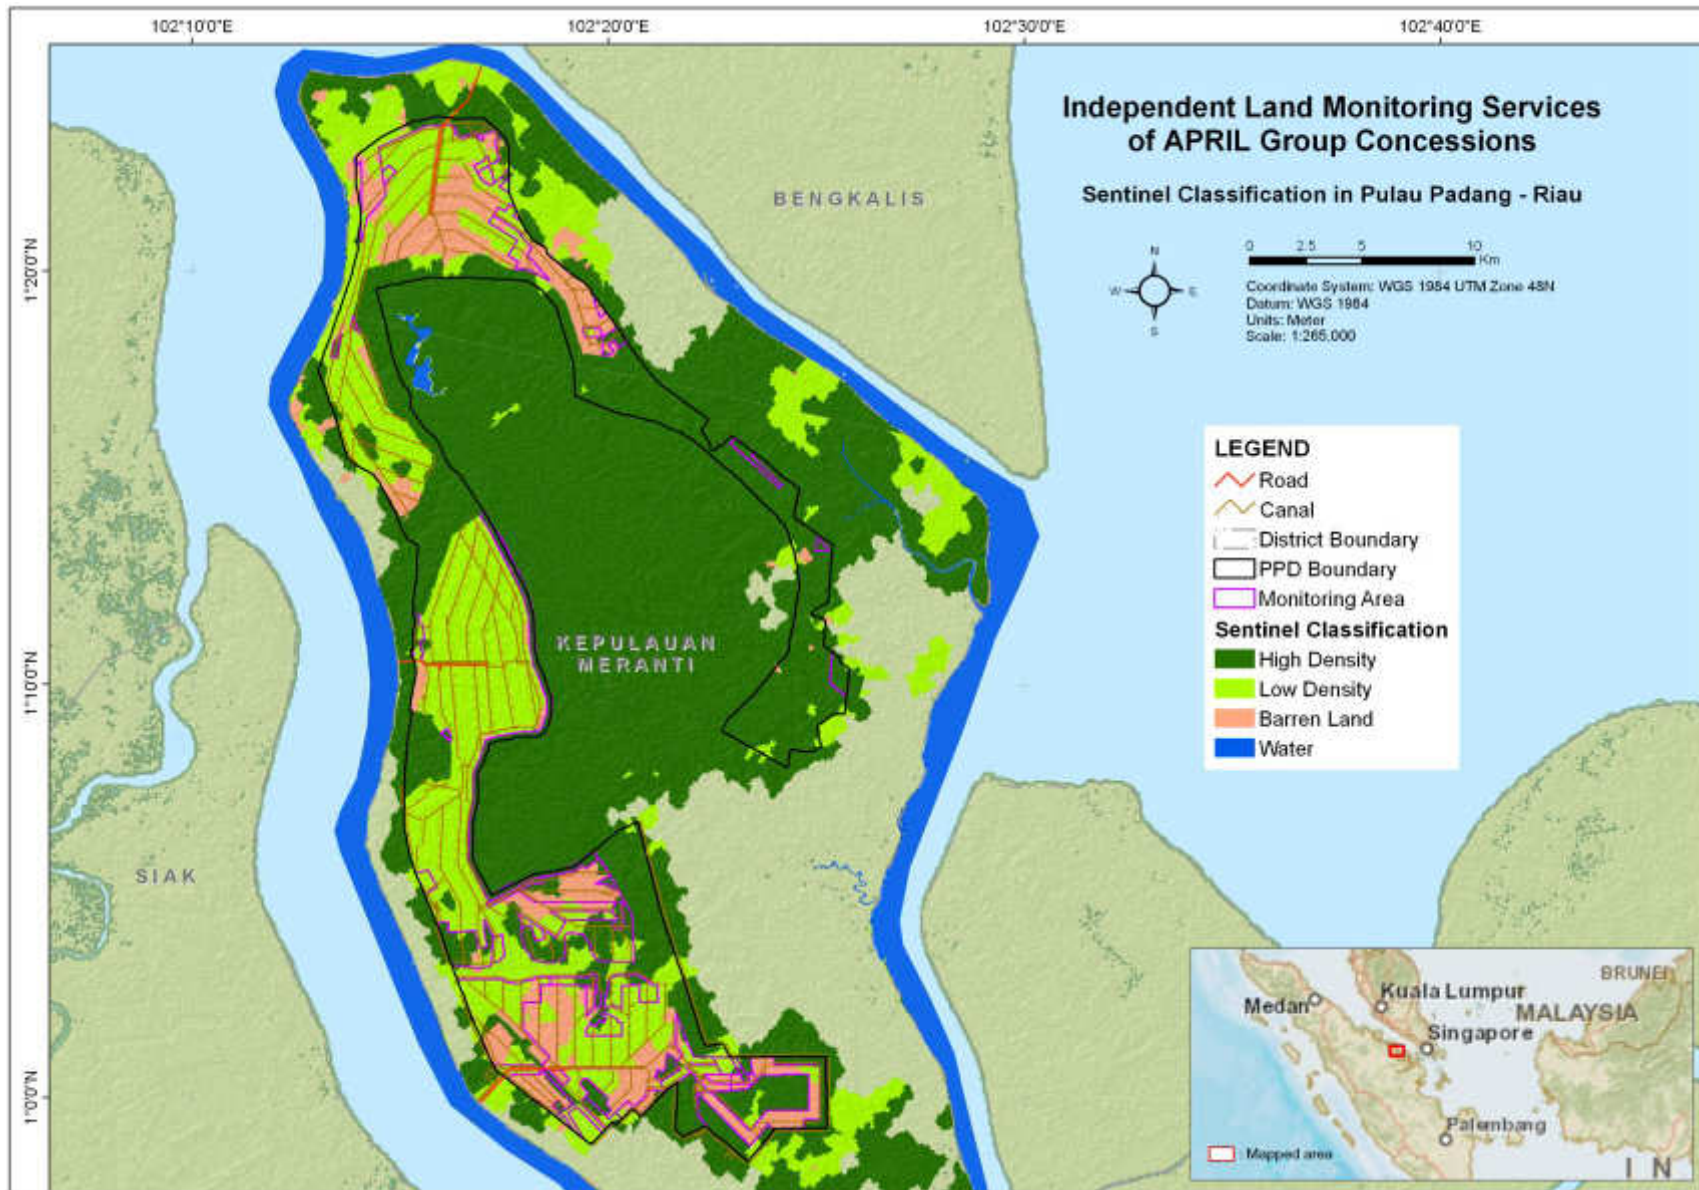 102°10'0"E
102°20'0"E
102°30'0"E
102°40'0"E
Independent Land Monitoring Services
of APRIL Group Concessions
Sentinel Classification in Pulau Padang - Riau
BENGKALIS
N
W
E
S
0 2.5 5 10
Km
Coordinate System: WGS 1984 UTM Zone 48N
Datum: WGS 1984
Units: Meter
Scale: 1:265,000
1°20'0"N
LEGEND
Road
Canal
District Boundary
PPD Boundary
Monitoring Area
Sentinel Classification
High Density
Low Density
Barren Land
Water
KEPULAUAN
MERANTI
1°10'0"N
SIAK
1°0'0"N
BRUNEI
Medan
Kuala Lumpur
MALAYSIA
Singapore
Palembang
Mapped area
I N